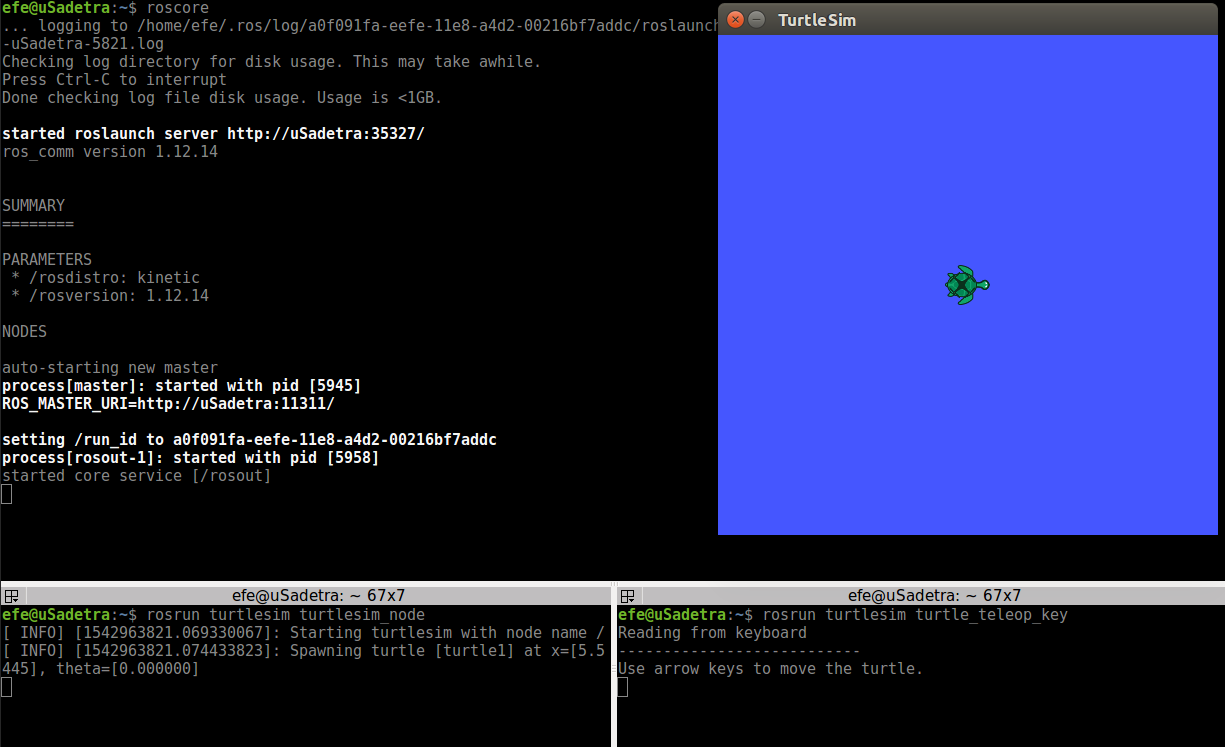 efe@uSadetra:~$ roscore
... logging to /home/efe/.ros/log/a0f091fa-eefe-11e8-a4d2-00216bf7addc/roslaunch
-uSadetra-5821.log
Checking log directory for disk usage. This may take awhile.
Press Ctrl-C to interrupt
Done checking log file disk usage. Usage is <1GB.
started roslaunch server http://uSadetra:35327/
ros_comm version 1.12.14
SUMMARY
========
PARAMETERS
 * /rosdistro: kinetic
 * /rosversion: 1.12.14
NODES
auto-starting new master
process[master]: started with pid [5945]
ROS_MASTER_URI=http://uSadetra:11311/
setting /run_id to a0f091fa-eefe-11e8-a4d2-00216bf7addc
process[rosout-1]: started with pid [5958]
started core service [/rosout]
TurtleSim
efe@uSadetra: ~ 67x7
efe@uSadetra:~$ rosrun turtlesim turtlesim_node
[ INFO] [1542963821.069330067]: Starting turtlesim with node name /
[ INFO] [1542963821.074433823]: Spawning turtle [turtle1] at x=[5.5
445], theta=[0.000000]
efe@uSadetra: ~ 67x7
efe@uSadetra:~$ rosrun turtlesim turtle_teleop_key
Reading from keyboard
---------------------------
Use arrow keys to move the turtle.